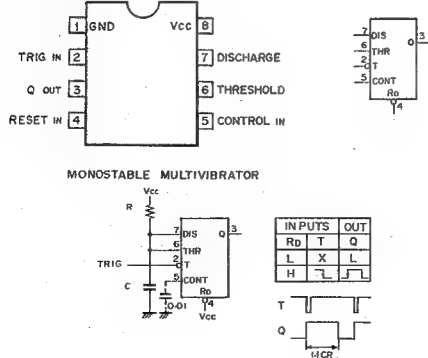 1 GND Vcc 8
TRIG IN 2 7 DISCHARGE
Q OUT 3 6 THRESHOLD
RESET IN 4 5 CONTROL IN
7 DIS Q 3
6 THR
2 T
5 CONT
RD
4
MONOSTABLE MULTIVIBRATOR
Vcc
R
7 DIS Q 3
6 THR
TRIG 2 T
5 CONT
C 0.01 RD
4
Vcc
INPUTS OUT
RD T Q
L X L
H
T
Q
1.1CR